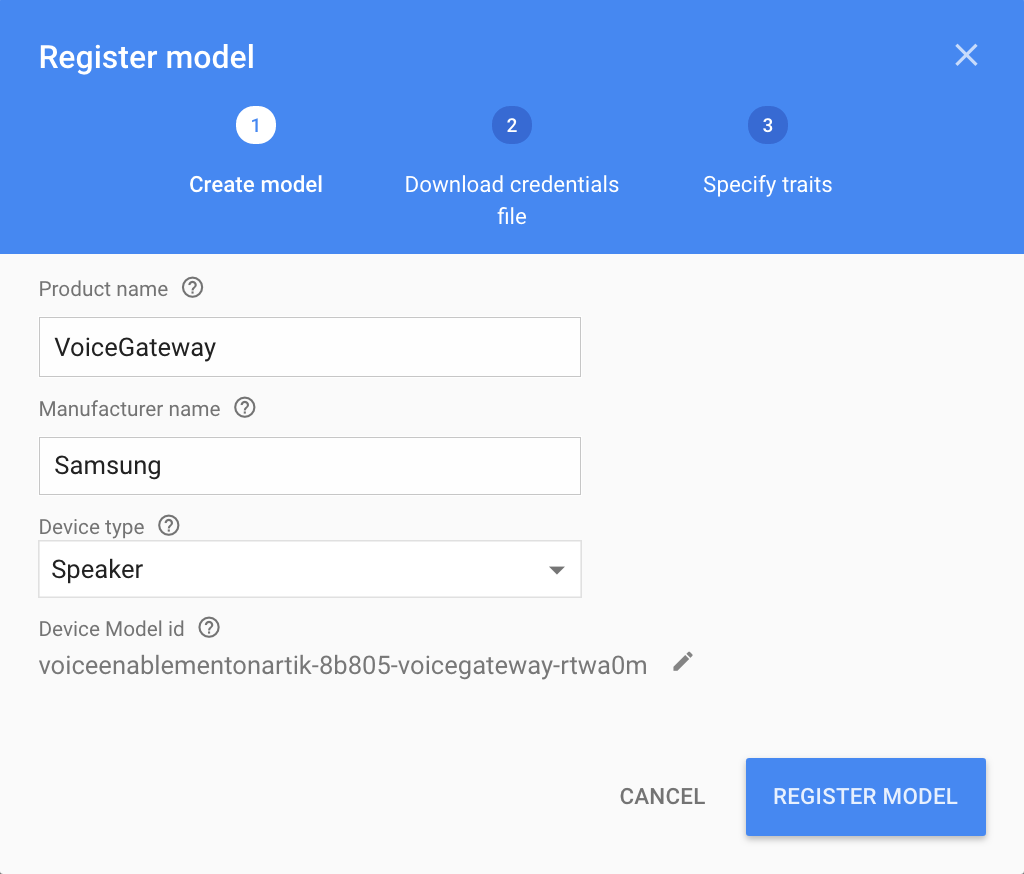 Register model
1
2
3
Create model
Download credentials
file
Specify traits
Product name
VoiceGateway
Manufacturer name
Samsung
Device type
Speaker
Device Model id
voiceenablementonartik-8b805-voicegateway-rtwa0m
CANCEL
REGISTER MODEL